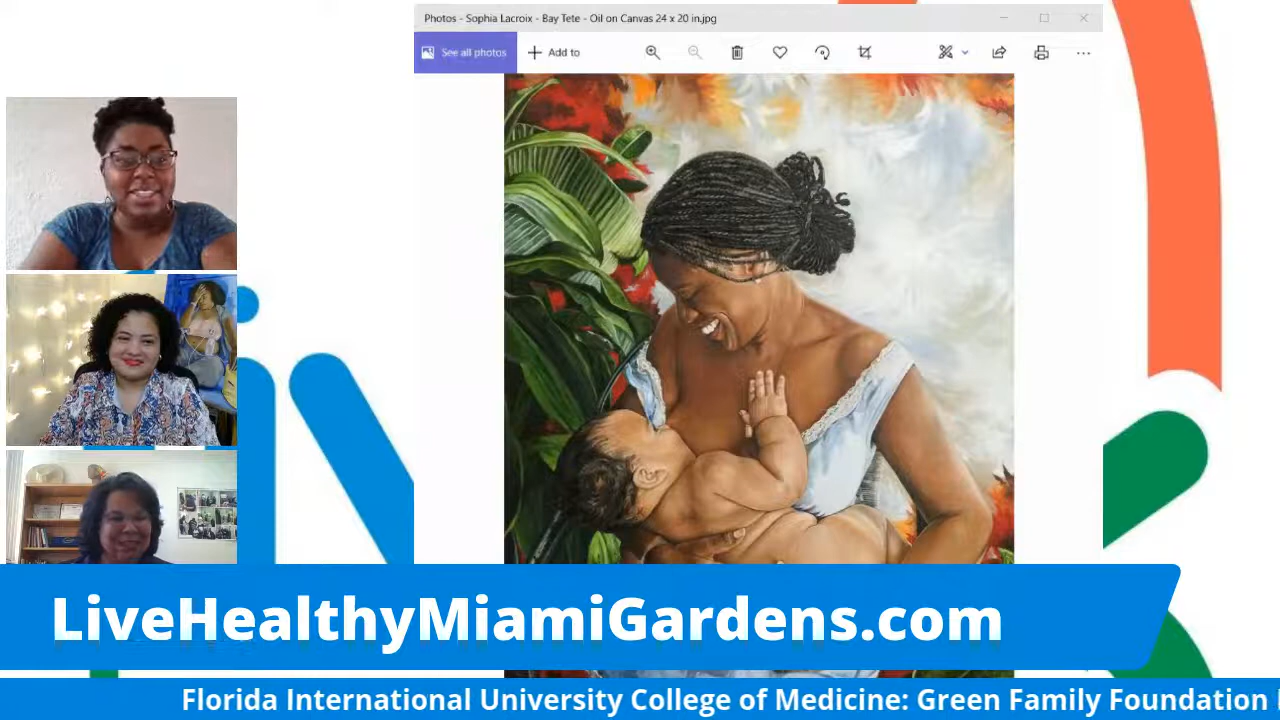 Photos - Sophia Lacroix - Bay Tete - Oil on Canvas 24 x 20 in.jpg
See all photos
Add to
LiveHealthyMiamiGardens.com
Florida International University College of Medicine: Green Family Foundation